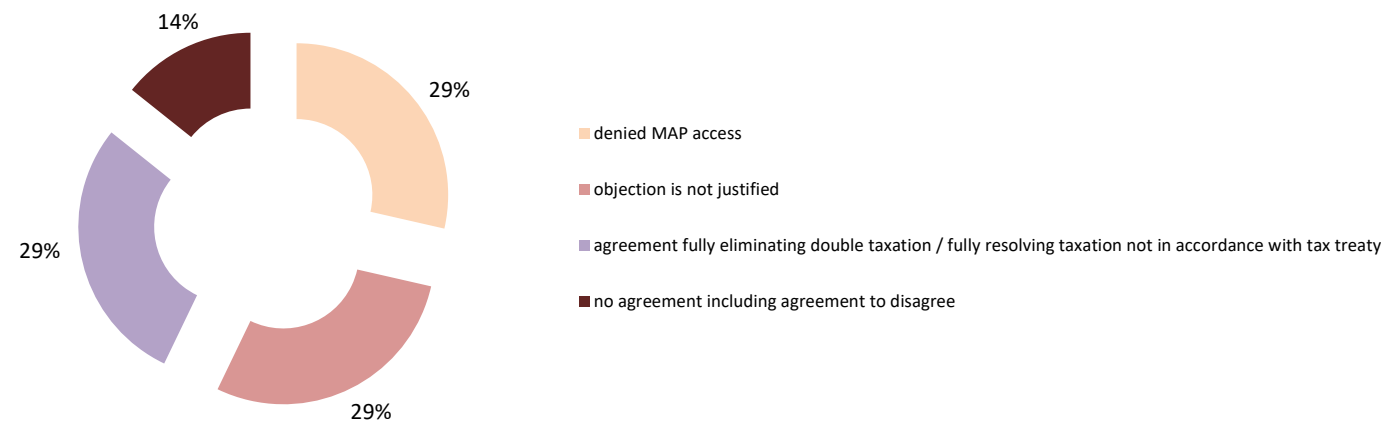 14%
29%
29%
29%
denied MAP access
objection is not justified
agreement fully eliminating double taxation / fully resolving taxation not in accordance with tax treaty
no agreement including agreement to disagree